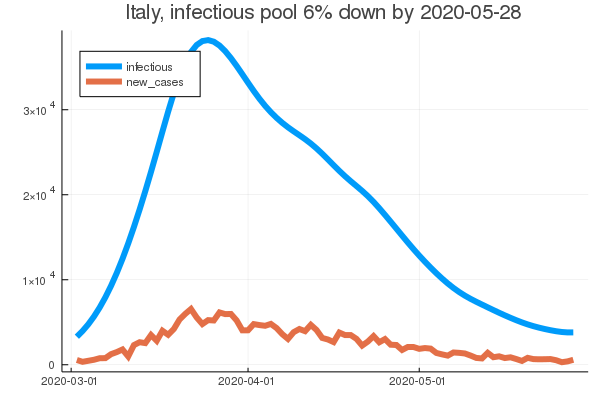 Italy, infectious pool 6% down by 2020-05-28
infectious
new_cases
3×10 4
2×10 4
1×10 4
0
2020-03-01 2020-04-01 2020-05-01